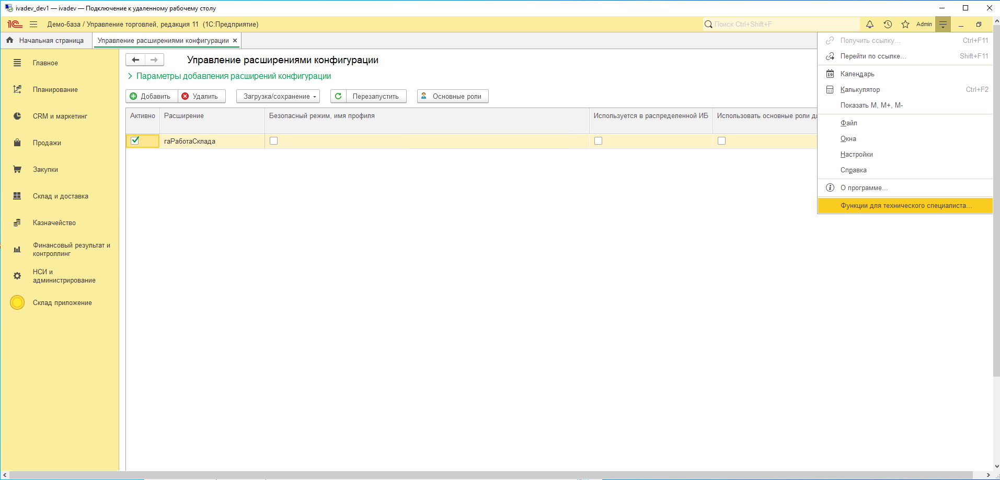 ivadev_dev1 — ivadev — Подключение к удаленному рабочему столу
1С Демо-база / Управление торговлей, редакция 11 (1С:Предприятие)
Поиск Ctrl+Shift+F
Admin
Начальная страница
Управление расширениями конфигурации
Главное
Планирование
CRM и маркетинг
Продажи
Закупки
Склад и доставка
Казначейство
Финансовый результат и
контроллинг
НСИ и
администрирование
Склад приложение
Управление расширениями конфигурации
Параметры добавления расширений конфигурации
Добавить Удалить Загрузка/сохранение Перезапустить Основные роли
Активно Расширение Безопасный режим, имя профиля Используется в распределенной ИБ Использовать основные роли
гаРаботаСклада
Получить ссылку... Ctrl+F11
Перейти по ссылке... Shift+F11
19 Календарь
Калькулятор Ctrl+F2
Показать M, M+, M-
Файл
Окна
Настройки
Справка
О программе...
Функции для технического специалиста...